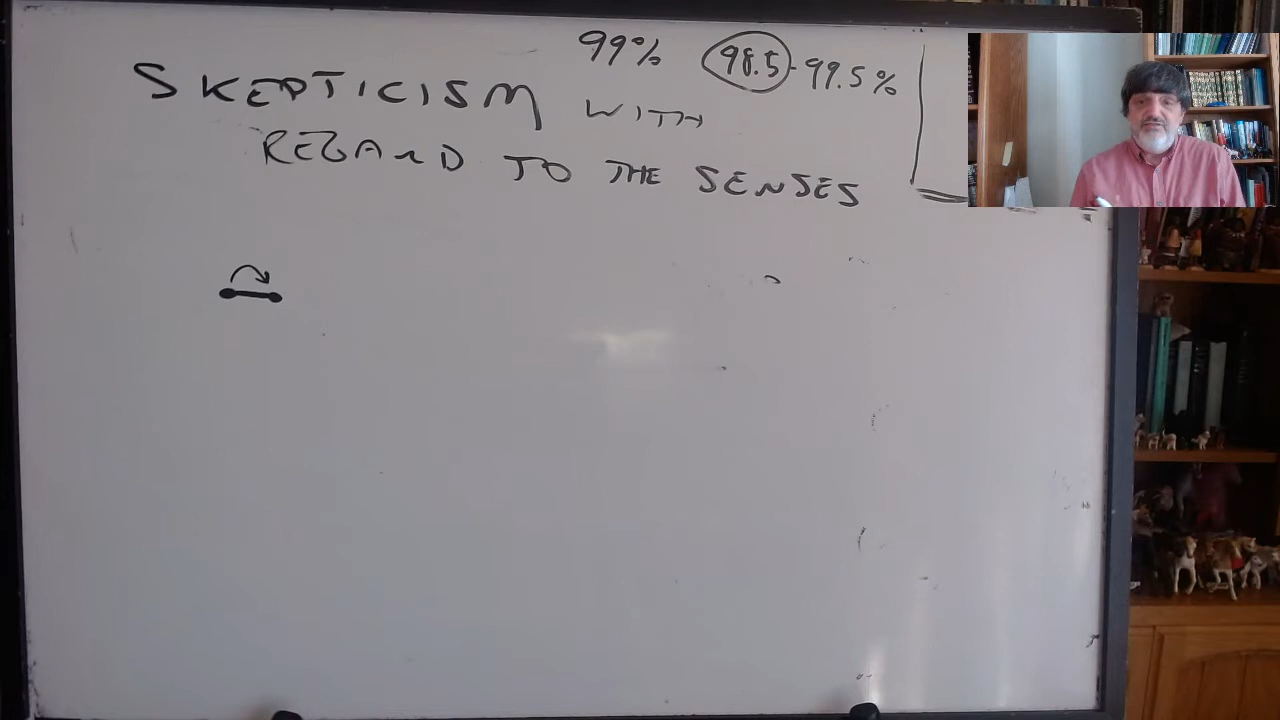 99% 98.5-99.5%
SKEPTICISM WITH
REGARD TO THE SENSES